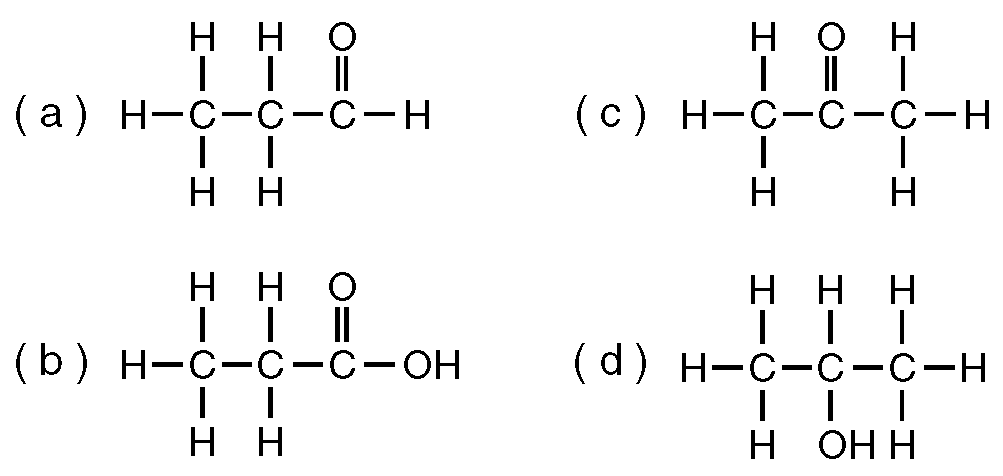 H H O
( a ) H C C C H
H H
H O H
( c ) H C C C H
H H
H H O
( b ) H C C C OH
H H
H H H
( d ) H C C C H
H OH H